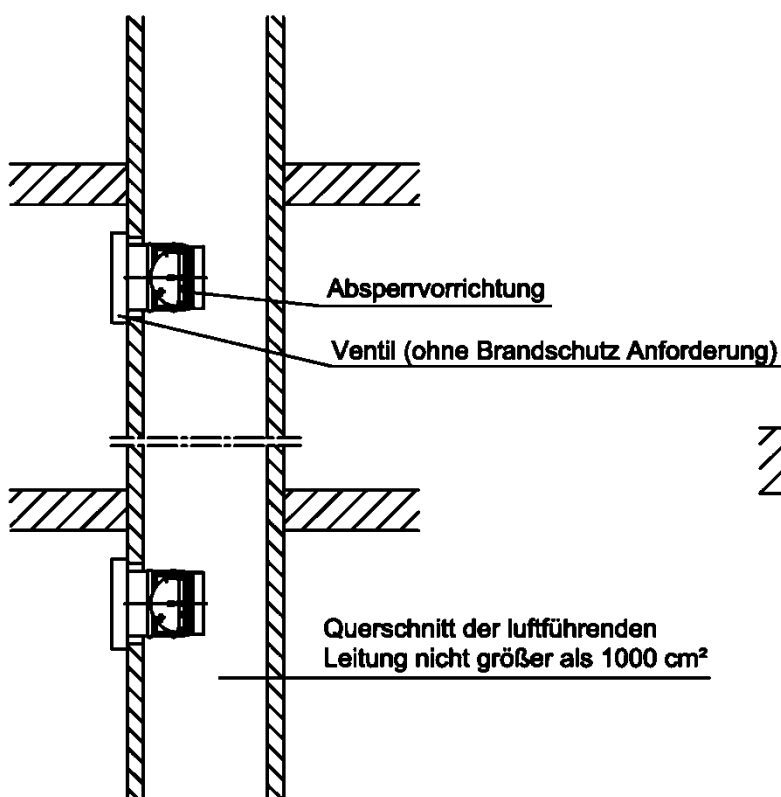 Absperrvorrichtung
Ventil (ohne Brandschutz Anforderung)
Querschnitt der luftführenden
Leitung nicht größer als 1000 cm²